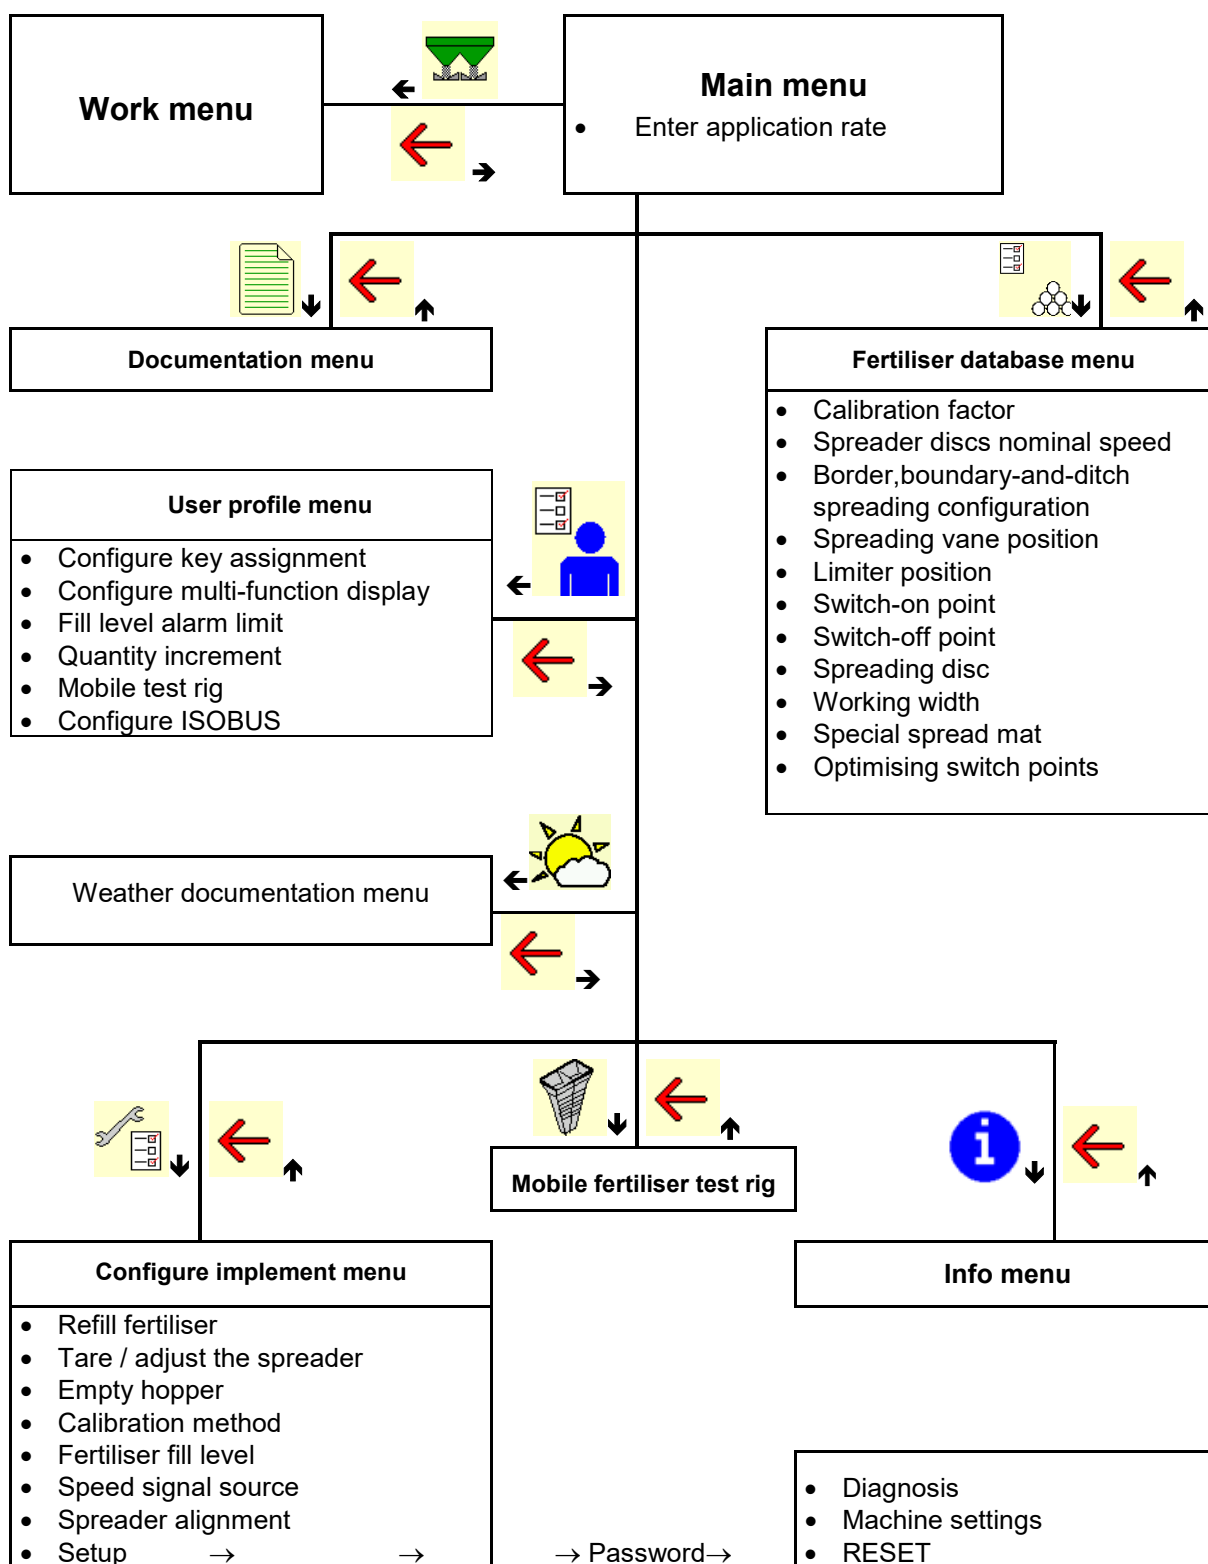 Work menu
Main menu
• Enter application rate
Documentation menu
Fertiliser database menu
• Calibration factor
• Spreader discs nominal speed
• Border,boundary-and-ditch
spreading configuration
• Spreading vane position
• Limiter position
• Switch-on point
• Switch-off point
• Spreading disc
• Working width
• Special spread mat
• Optimising switch points
User profile menu
• Configure key assignment
• Configure multi-function display
• Fill level alarm limit
• Quantity increment
• Mobile test rig
• Configure ISOBUS
Weather documentation menu
Mobile fertiliser test rig
Configure implement menu
• Refill fertiliser
• Tare / adjust the spreader
• Empty hopper
• Calibration method
• Fertiliser fill level
• Speed signal source
• Spreader alignment
• Setup → → → Password→
Info menu
• Diagnosis
• Machine settings
• RESET